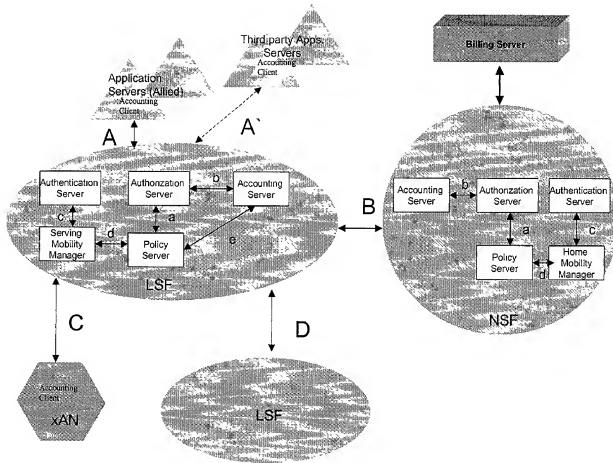 Third party Apps.
Servers
Accounting
Client
Billing Server
Application
Servers (Allied)
Accounting
Client
A
A`
Authentication
Server
Authorization
Server
b
Accounting
Server
c
a
e
Serving
Mobility
Manager
d
Policy
Server
LSF
B
Accounting
Server
b
Authorization
Server
Authentication
Server
a
c
Policy
Server
d
Home
Mobility
Manager
NSF
C
D
Accounting
Client
xAN
LSF